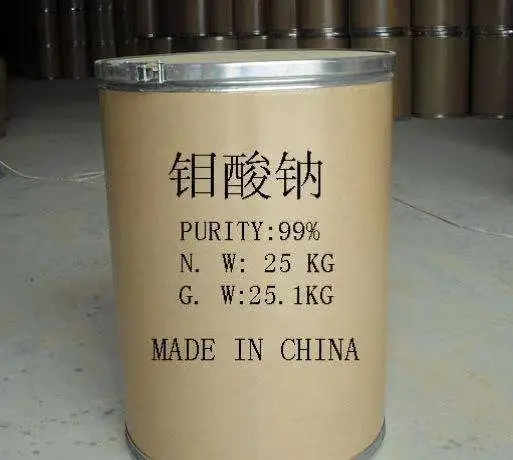 钼酸钠
PURITY:99%
N. W: 25 KG
G. W:25.1KG
MADE IN CHINA